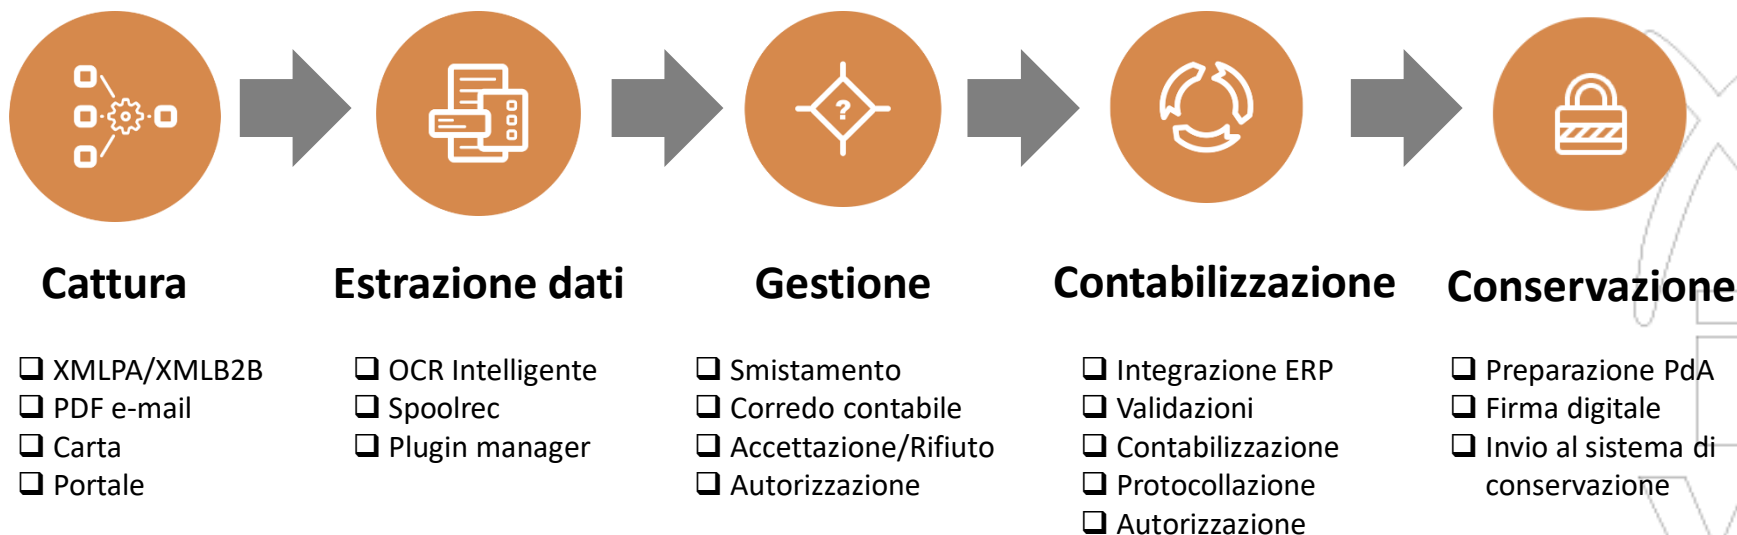 ?
Cattura
XMLPA/XMLB2B
PDF e-mail
Carta
Portale
Estrazione dati
OCR Intelligente
Spoolrec
Plugin manager
Gestione
Smistamento
Corredo contabile
Accettazione/Rifiuto
Autorizzazione
Contabilizzazione
Integrazione ERP
Validazioni
Contabilizzazione
Protocollazione
Autorizzazione
Conservazione
Preparazione PdA
Firma digitale
Invio al sistema di
conservazione